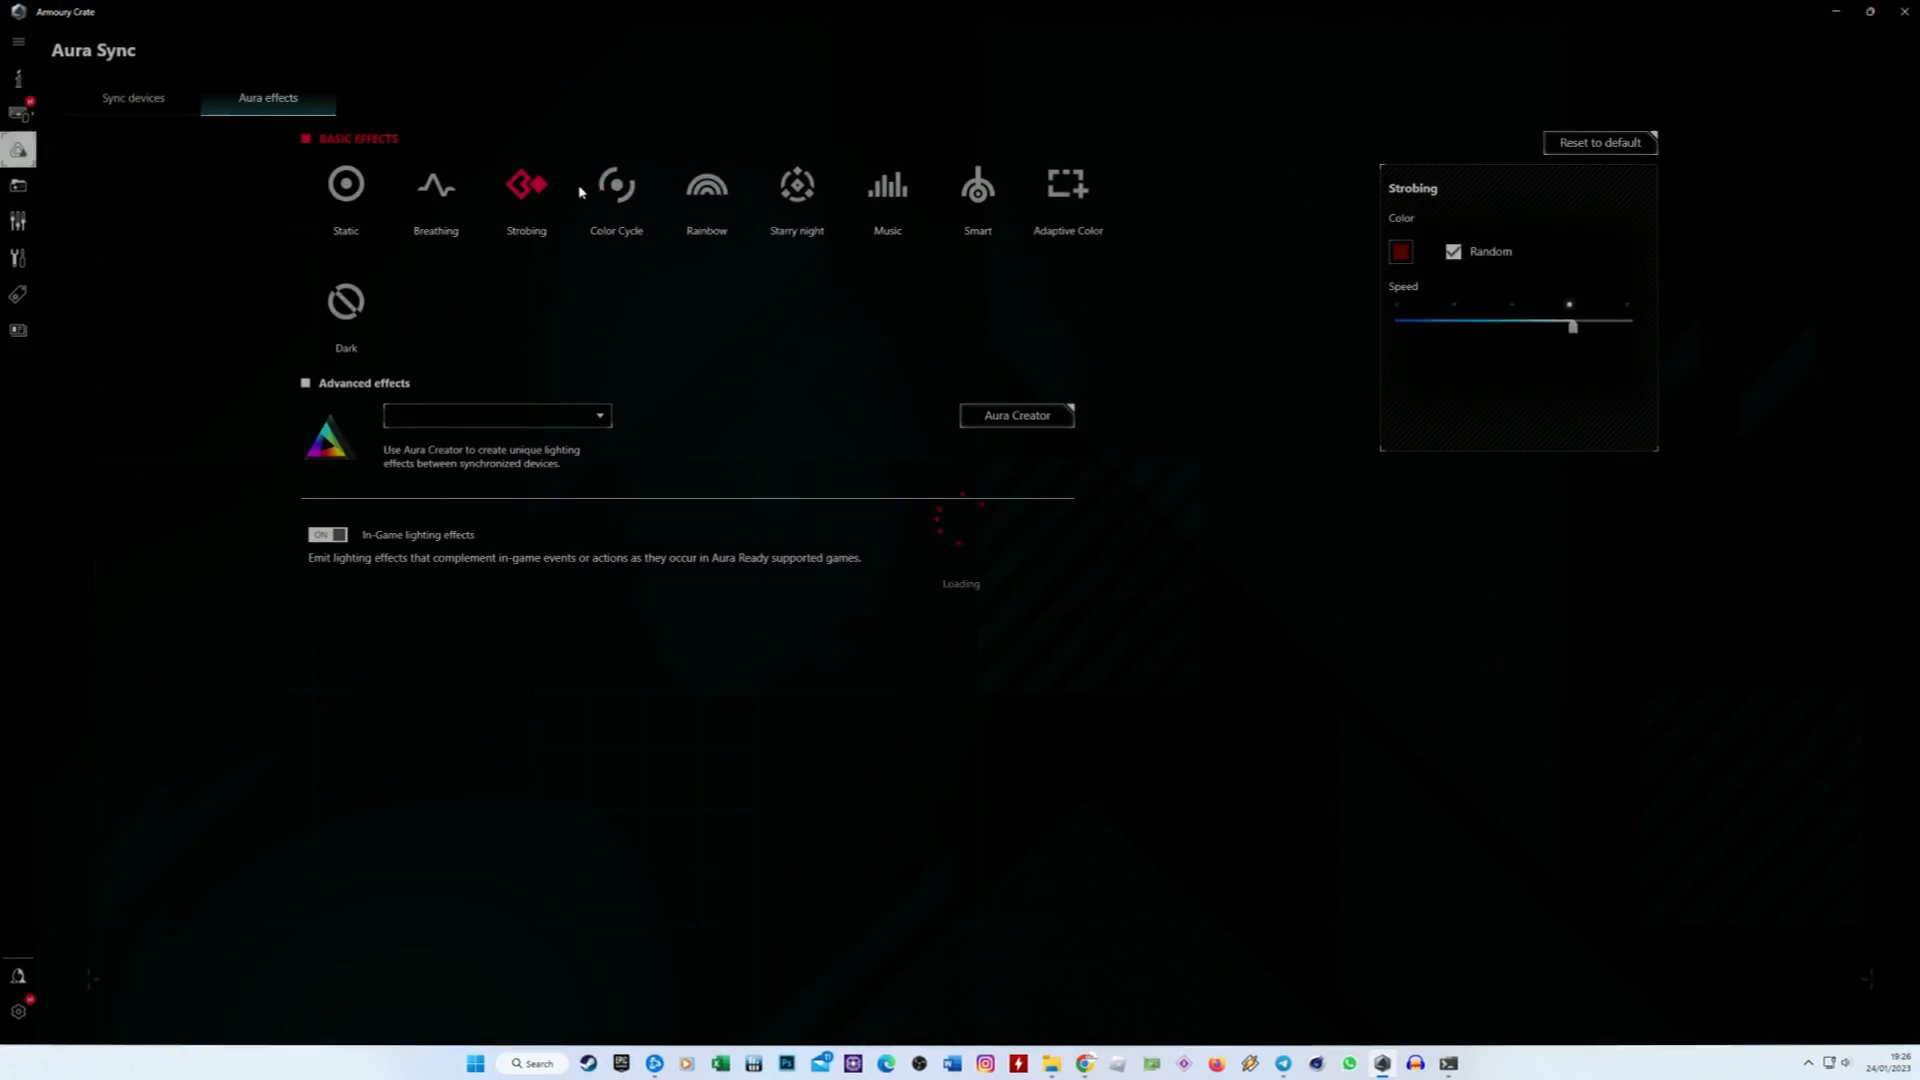 Armoury Crate
Aura Sync
Sync devices
Aura effects
BASIC EFFECTS
Reset to default
Static
Breathing
Strobing
Color Cycle
Rainbow
Starry night
Music
Smart
Adaptive Color
Strobing
Color
Random
Speed
Dark
Advanced effects
Aura Creator
Use Aura Creator to create unique lighting
effects between synchronized devices.
ON
In-Game lighting effects
Emit lighting effects that complement in-game events or actions as they occur in Aura Ready supported games.
Loading
Search
19:26
24/01/2023